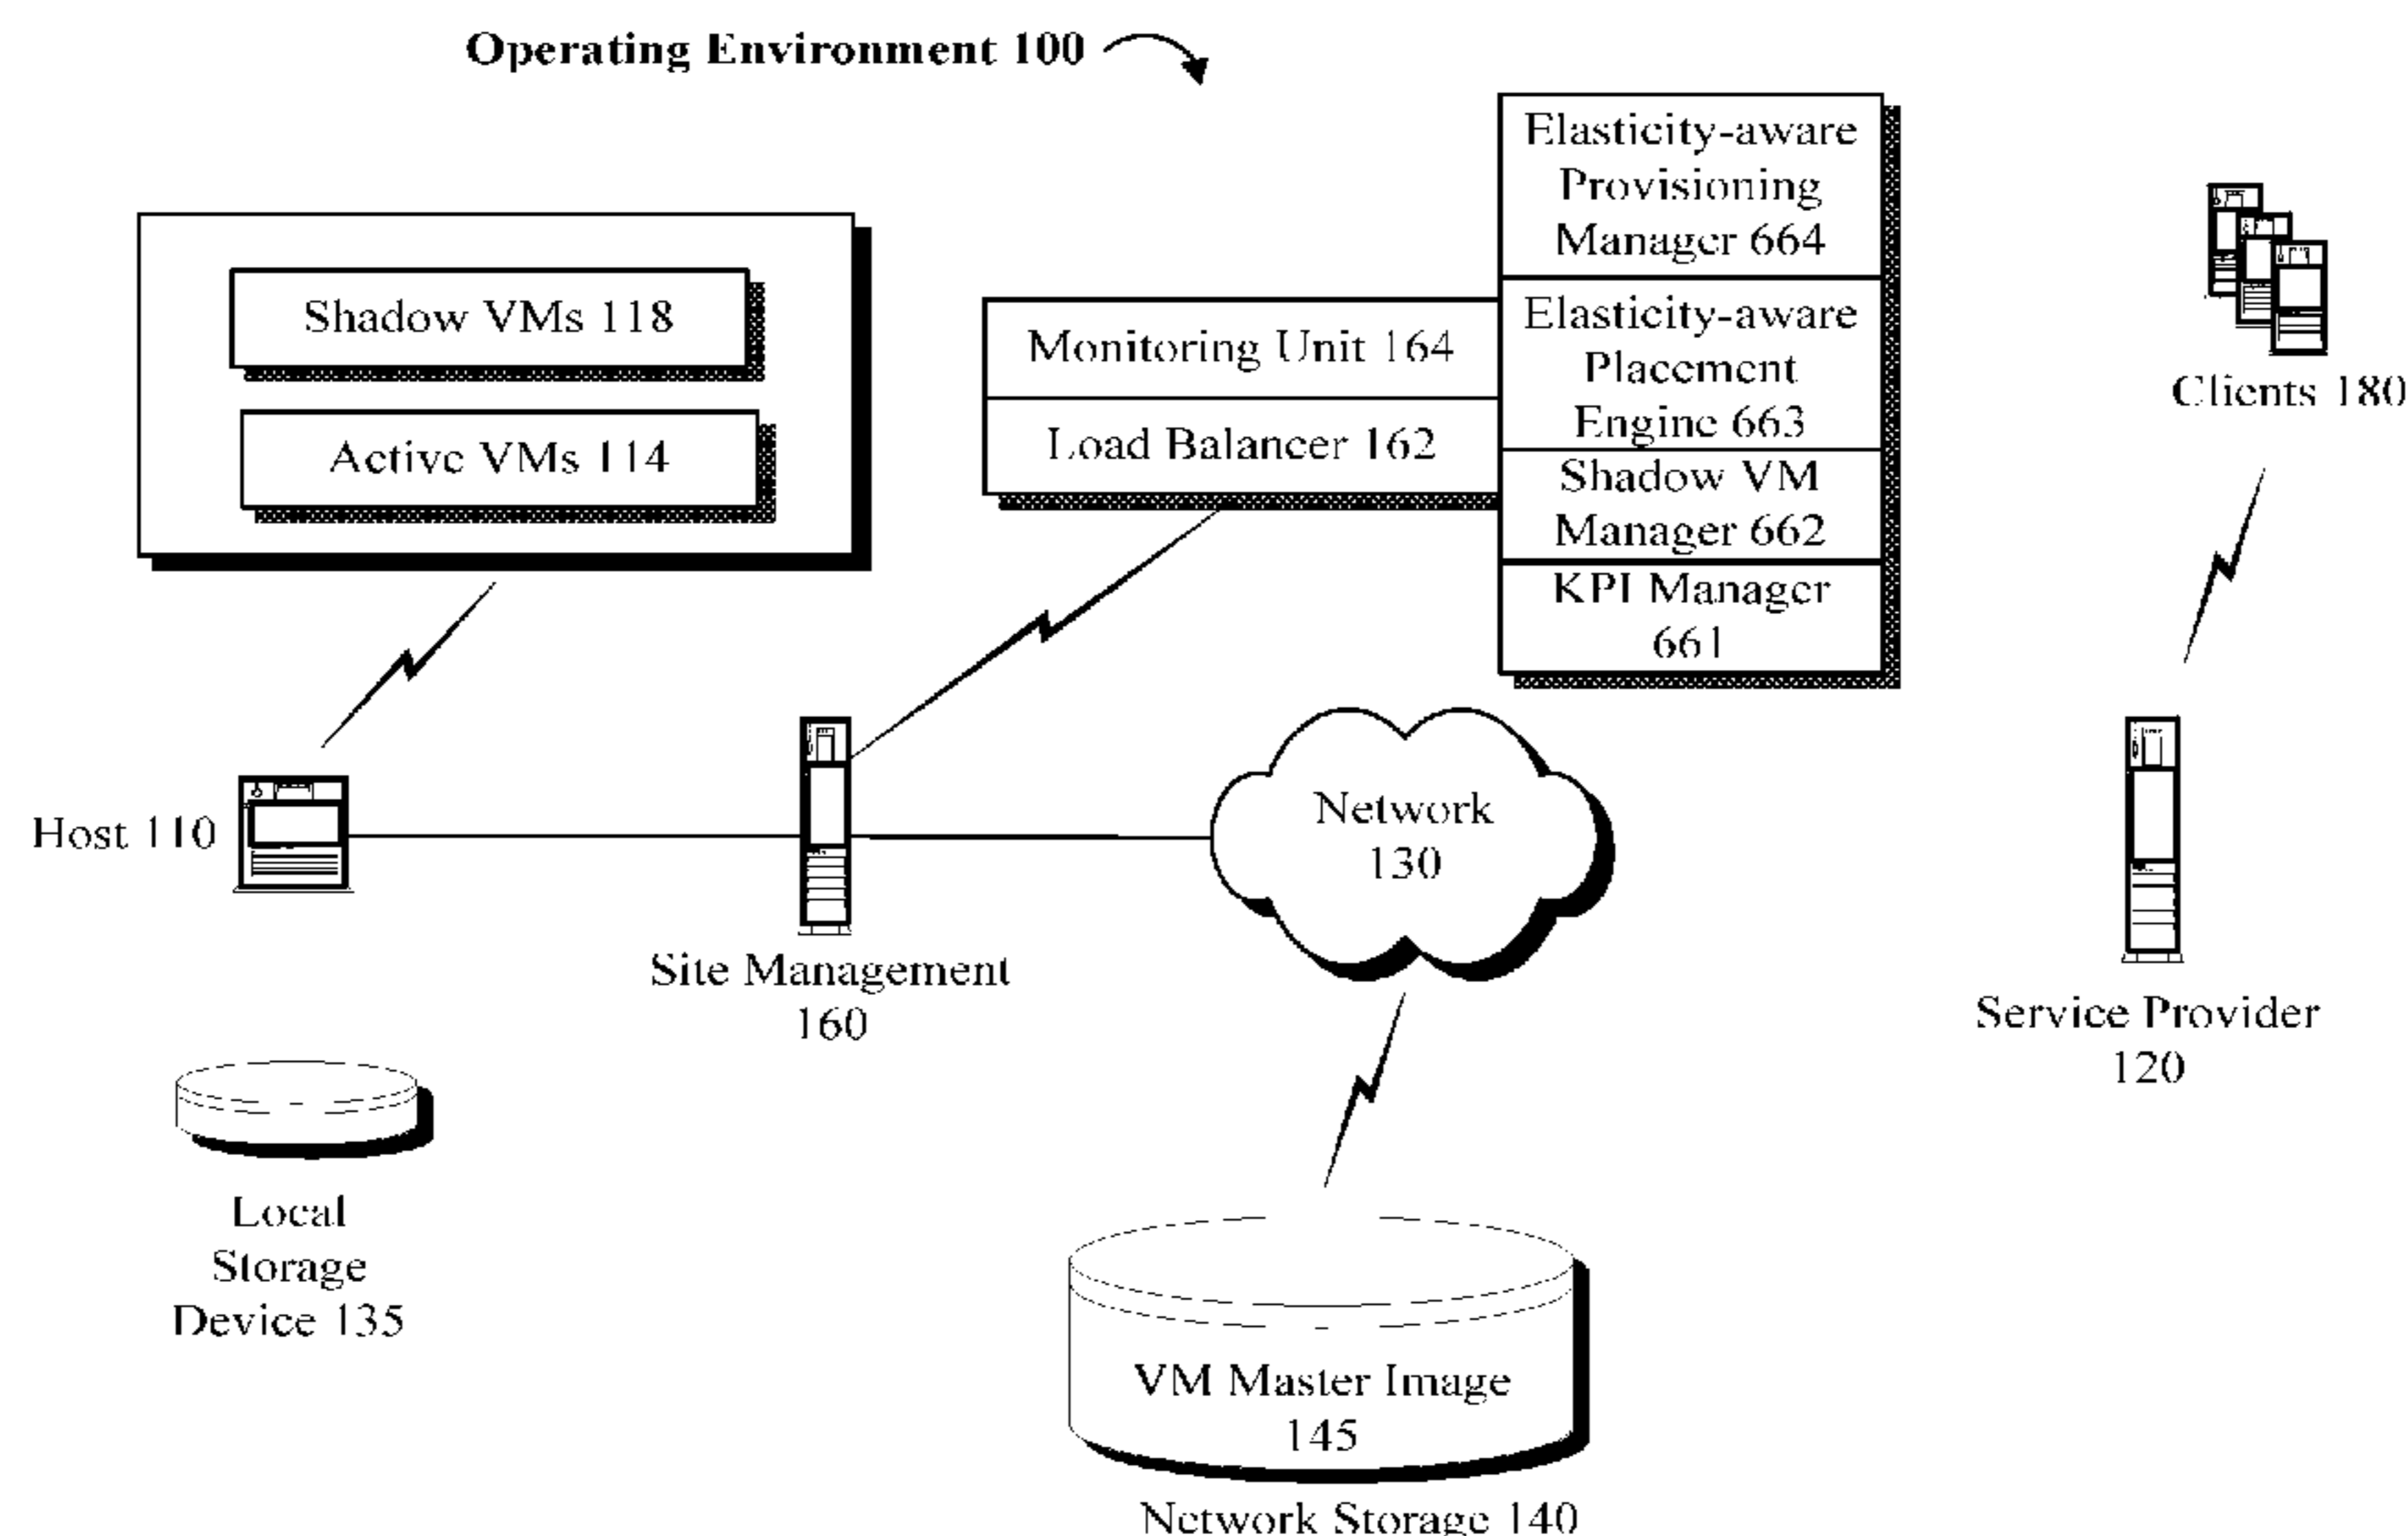 Operating Environment 100
Elasticity-aware
Provisioning
Manager 664
Elasticity-aware
Placement
Engine 663
Shadow VM
Manager 662
KPI Manager
661
Shadow VMs 118
Active VMs 114
Monitoring Unit 164
Load Balancer 162
Clients 180
Host 110
Site Management
160
Network
130
Service Provider
120
Local
Storage
Device 135
VM Master Image
145
Network Storage 140